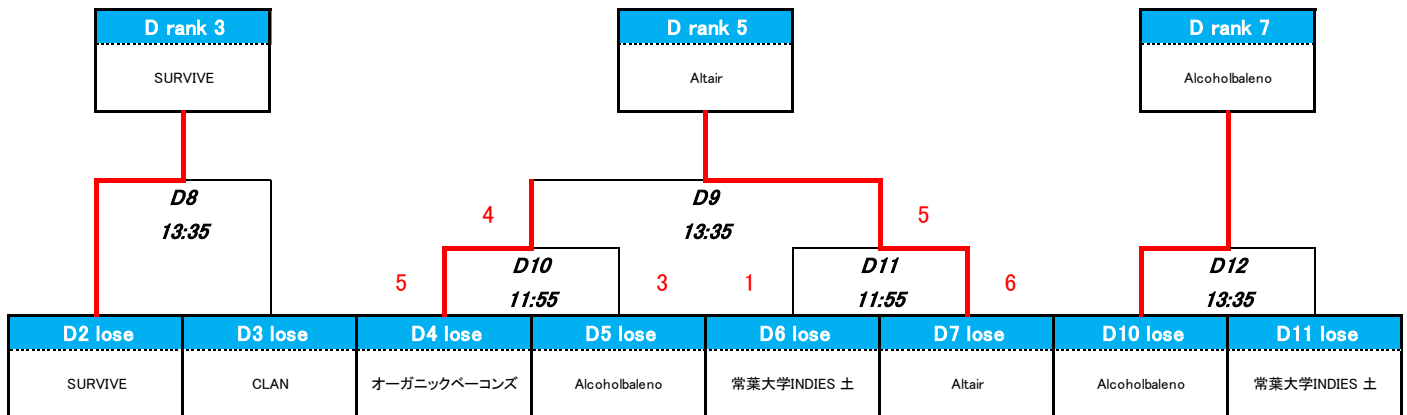 D rank 3
D rank 5
D rank 7
SURVIVE
Altair
Alcoholbaleno
D8
13:35
D9
13:35
4
5
D10
11:55
D11
11:55
D12
13:35
5
3
1
6
D2 lose
D3 lose
D4 lose
D5 lose
D6 lose
D7 lose
D10 lose
D11 lose
SURVIVE
CLAN
オーガニックベーコンズ
Alcoholbaleno
常葉大学INDIES 土
Altair
Alcoholbaleno
常葉大学INDIES 土